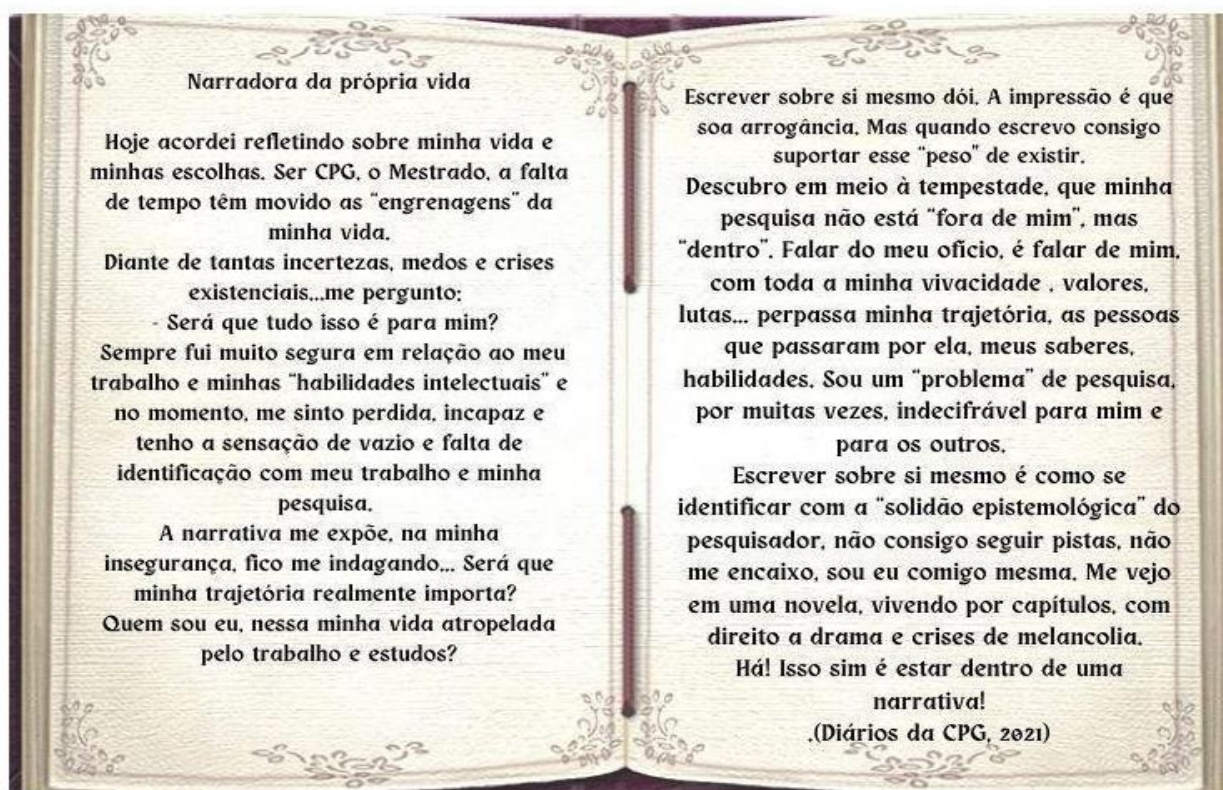 Narradora da própria vida
Hoje acordei refletindo sobre minha vida e
minhas escolhas. Ser CPG, o Mestrado, a falta
de tempo têm movido as "engrenagens" da
minha vida.
Diante de tantas incertezas, medos e crises
existenciais...me pergunto:
- Será que tudo isso é para mim?
Sempre fui muito segura em relação ao meu
trabalho e minhas "habilidades intelectuais" e
no momento, me sinto perdida, incapaz e
tenho a sensação de vazio e falta de
identificação com meu trabalho e minha
pesquisa.
A narrativa me expõe, na minha
insegurança, fico me indagando... Será que
minha trajetória realmente importa?
Quem sou eu, nessa minha vida atropelada
pelo trabalho e estudos?
Escrever sobre si mesmo dói. A impressão é que
soa arrogância. Mas quando escrevo consigo
suportar esse "peso" de existir.
Descubro em meio à tempestade, que minha
pesquisa não está "fora de mim", mas
"dentro". Falar do meu ofício, é falar de mim,
com toda a minha vivacidade , valores,
lutas... perpassa minha trajetória, as pessoas
que passaram por ela, meus saberes,
habilidades. Sou um "problema" de pesquisa,
por muitas vezes, indecifrável para mim e
para os outros.
Escrever sobre si mesmo é como se
identificar com a "solidão epistemológica" do
pesquisador, não consigo seguir pistas, não
me encaixo, sou eu comigo mesma. Me vejo
em uma novela, vivendo por capítulos, com
direito a drama e crises de melancolia.
Há! Isso sim é estar dentro de uma
narrativa!
.(Diários da CPG, 2021)